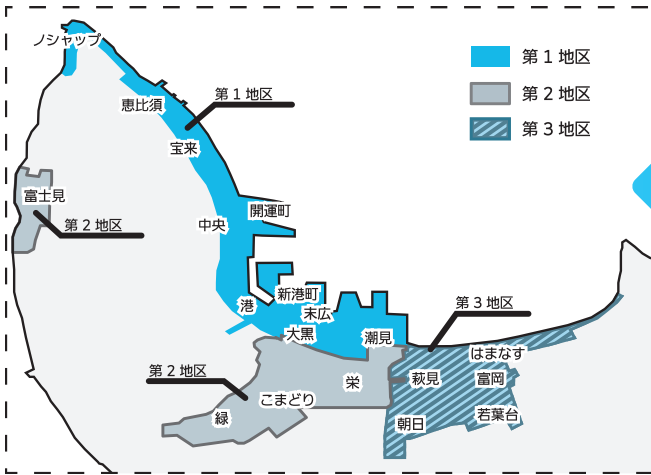 ノシャップ
第1地区
恵比須
第1地区
第2地区
第3地区
宝来
富士見
開運町
中央
第2地区
新港町
港
末広
第3地区
大黒
潮見
はまなす
第2地区
栄
萩見
富岡
こまどり
緑
朝日
若葉台